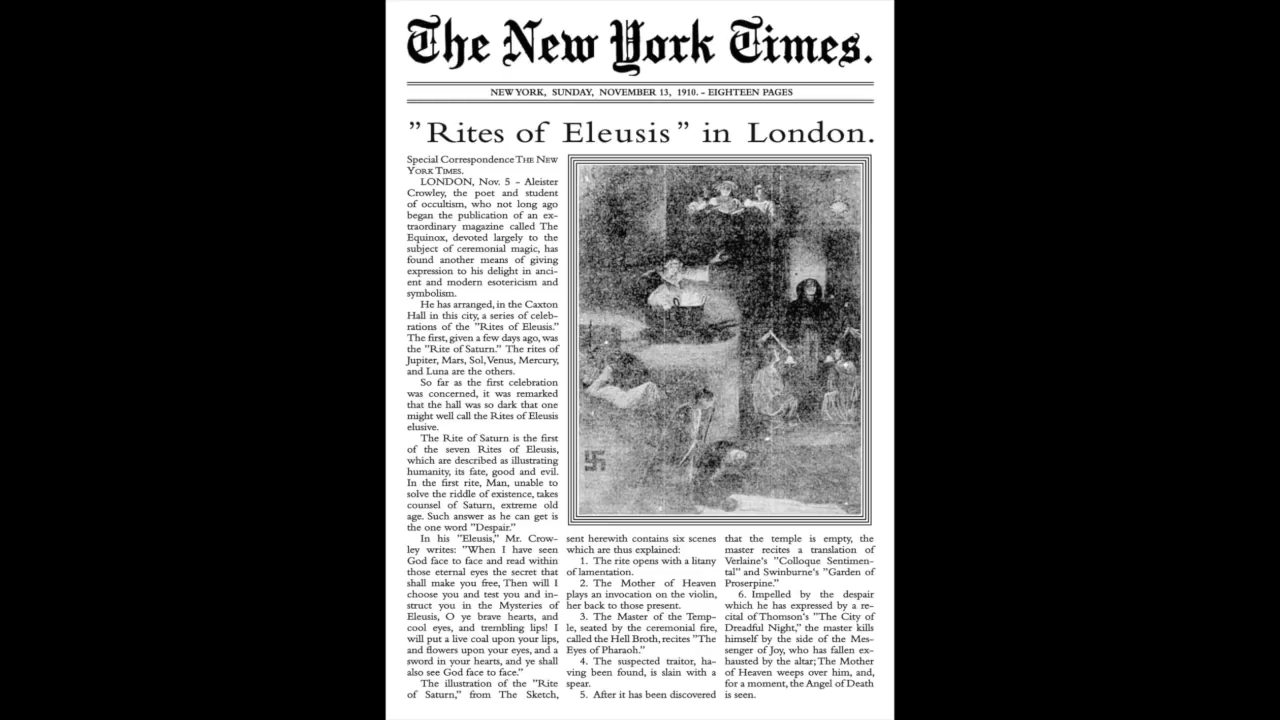 The New York Times.
NEW YORK, SUNDAY, NOVEMBER 13, 1910. - EIGHTEEN PAGES
"Rites of Eleusis" in London.
Special Correspondence THE NEW
YORK TIMES.
LONDON, Nov. 5 - Aleister
Crowley, the poet and student
of occultism, who not long ago
began the publication of an ex-
traordinary magazine called The
Equinox, devoted largely to the
subject of ceremonial magic, has
found another means of giving
expression to his delight in anci-
ent and modern esotericism and
symbolism.
He has arranged, in the Caxton
Hall in this city, a series of celeb-
rations of the "Rites of Eleusis."
The first, given a few days ago, was
the "Rite of Saturn." The rites of
Jupiter, Mars, Sol, Venus, Mercury,
and Luna are the others.
So far as the first celebration
was concerned, it was remarked
that the hall was so dark that one
might well call the Rites of Eleusis
elusive.
The Rite of Saturn is the first
of the seven Rites of Eleusis,
which are described as illustrating
humanity, its fate, good and evil.
In the first rite, Man, unable to
solve the riddle of existence, takes
counsel of Saturn, extreme old
age. Such answer as he can get is
the one word "Despair."
In his "Eleusis," Mr. Crow-
ley writes: "When I have seen
God face to face and read within
those eternal eyes the secret that
shall make you free, Then will I
choose you and test you and in-
struct you in the Mysteries of
Eleusis, O ye brave hearts, and
cool eyes, and trembling lips! I
will put a live coal upon your lips,
and flowers upon your eyes, and a
sword in your hearts, and ye shall
also see God face to face."
The illustration of the "Rite
of Saturn," from The Sketch,
sent herewith contains six scenes
which are thus explained:
1. The rite opens with a litany
of lamentation.
2. The Mother of Heaven
plays an invocation on the violin,
her back to those present.
3. The Master of the Temp-
le, seated by the ceremonial fire,
called the Hell Broth, recites "The
Eyes of Pharaoh."
4. The suspected traitor, ha-
ving been found, is slain with a
spear.
5. After it has been discovered
that the temple is empty, the
master recites a translation of
Verlaine's "Colloque Sentimen-
tal" and Swinburne's "Garden of
Proserpine."
6. Impelled by the despair
which he has expressed by a re-
cital of Thomson's "The City of
Dreadful Night," the master kills
himself by the side of the Mes-
senger of Joy, who has fallen ex-
hausted by the altar; The Mother
of Heaven weeps over him, and,
for a moment, the Angel of Death
is seen.